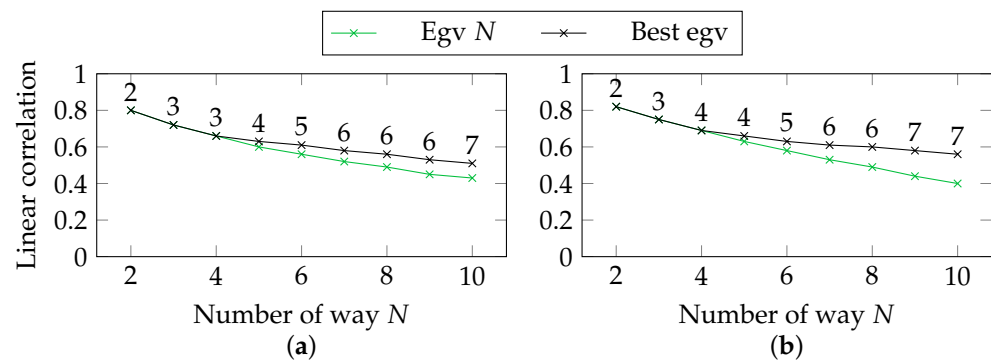 Egv N Best egv
1 1
0.8 0.8
0.6 0.6
0.4 0.4
0.2 0.2
0 0
2 3 3 4 5 6 6 6 7
2 3 4 4 5 6 6 7 7
Linear correlation
2 4 6 8 10
2 4 6 8 10
Number of way N
Number of way N
(a)
(b)